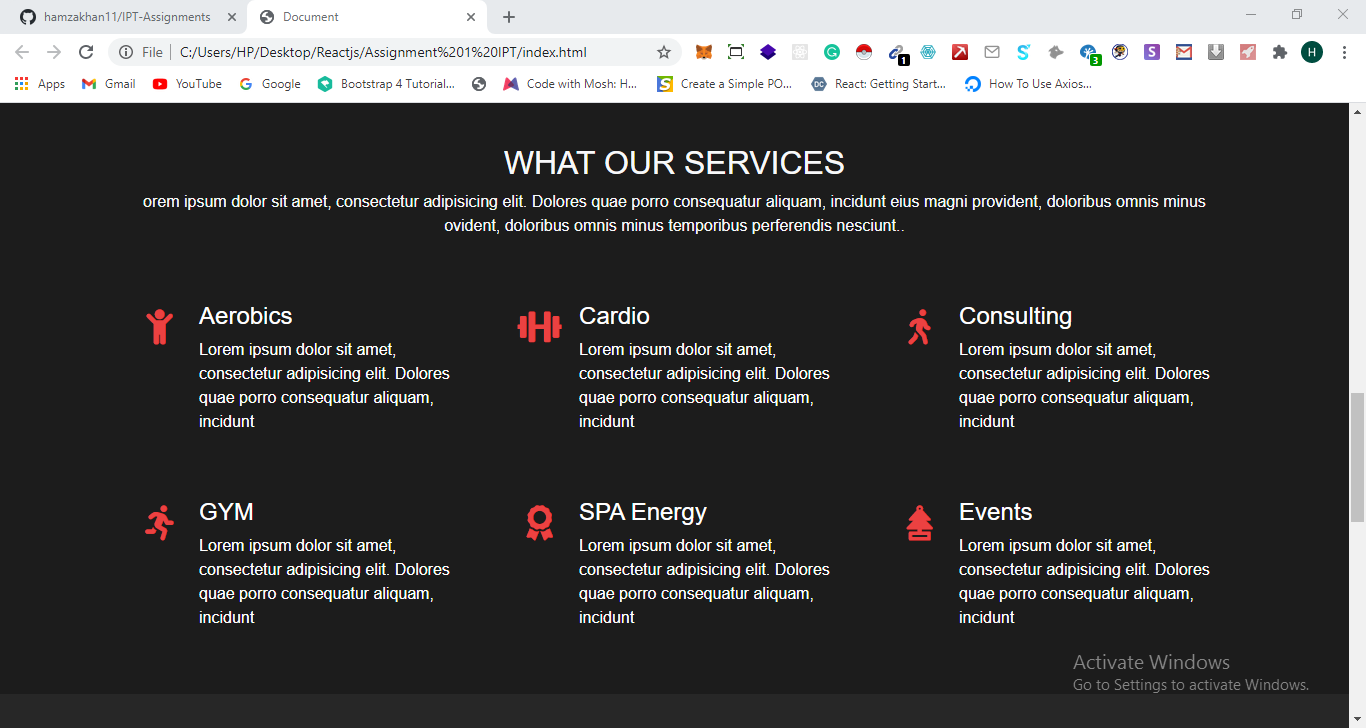 hamzakhan11/IPT-Assignments
Document
File
C:/Users/HP/Desktop/Reactjs/Assignment%201%20IPT/index.html
1
3
S
H
Apps
Gmail
YouTube
Google
Bootstrap 4 Tutorial...
Code with Mosh: H...
Create a Simple PO...
DC
React: Getting Start...
How To Use Axios...
WHAT OUR SERVICES
orem ipsum dolor sit amet, consectetur adipisicing elit. Dolores quae porro consequatur aliquam, incidunt eius magni provident, doloribus omnis minus
ovident, doloribus omnis minus temporibus perferendis nesciunt..
Aerobics
Lorem ipsum dolor sit amet,
consectetur adipisicing elit. Dolores
quae porro consequatur aliquam,
incidunt
Cardio
Lorem ipsum dolor sit amet,
consectetur adipisicing elit. Dolores
quae porro consequatur aliquam,
incidunt
Consulting
Lorem ipsum dolor sit amet,
consectetur adipisicing elit. Dolores
quae porro consequatur aliquam,
incidunt
GYM
Lorem ipsum dolor sit amet,
consectetur adipisicing elit. Dolores
quae porro consequatur aliquam,
incidunt
SPA Energy
Lorem ipsum dolor sit amet,
consectetur adipisicing elit. Dolores
quae porro consequatur aliquam,
incidunt
Events
Lorem ipsum dolor sit amet,
consectetur adipisicing elit. Dolores
quae porro consequatur aliquam,
incidunt
Activate Windows
Go to Settings to activate Windows.